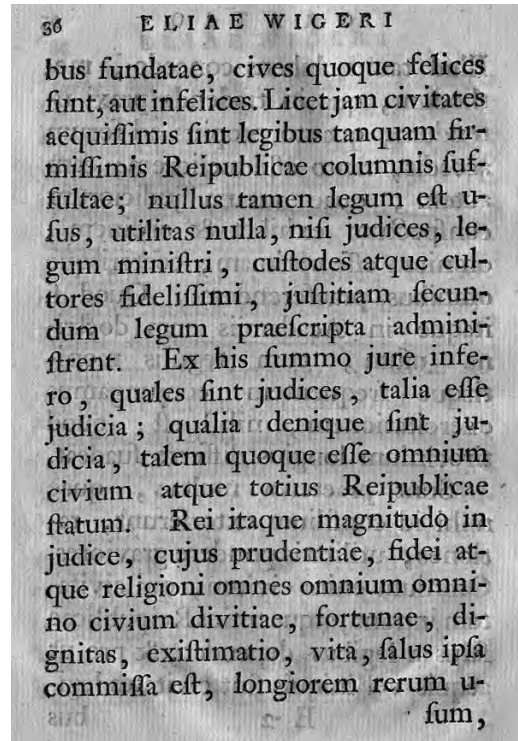 36 ELIAE WIGERI
bus fundatae, cives quoque felices
ſunt, aut infelices. Licet jam civitates
aequiſſimis ſint legibus tanquam fir-
miſſimis Reipublicae columnis ſuf-
fultae; nullus tamen legum eſt u-
ſus, utilitas nulla, niſi judices, le-
gum miniſtri, cuſtodes atque cul-
tores fideliſſimi, juſtitiam ſecun-
dum legum praeſcripta admini-
ſtrent. Ex his ſummo jure infe-
ro, quales ſint judices, talia eſſe
judicia; qualia denique ſint ju-
dicia, talem quoque eſſe omnium
civium atque totius Reipublicae
ſtatum. Rei itaque magnitudo in
judice, cujus prudentiae, fidei at-
que religioni omnes omnium omni-
no civium divitiae, fortunae, di-
gnitas, exiſtimatio, vita, ſalus ipſa
commiſſa eſt, longiorem rerum u-
ſum,